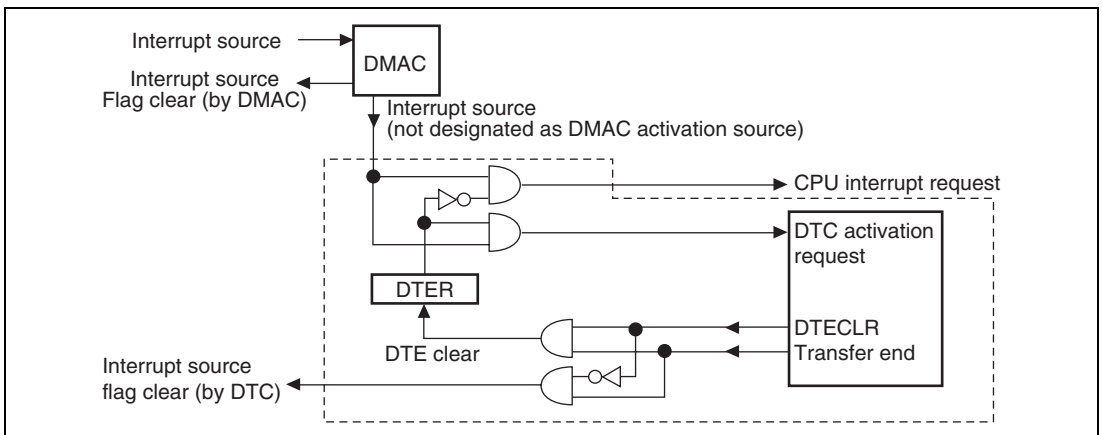 Interrupt source
DMAC
Interrupt source
Flag clear (by DMAC)
Interrupt source
(not designated as DMAC activation source)
CPU interrupt request
DTC activation
request
DTER
DTECLR
DTE clear
Transfer end
Interrupt source
flag clear (by DTC)